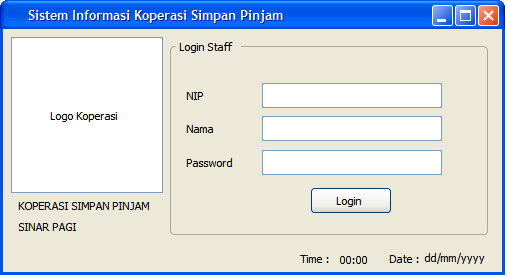 Sistem Informasi Koperasi Simpan Pinjam
Logo Koperasi
KOPERASI SIMPAN PINJAM
SINAR PAGI
Login Staff
NIP
Nama
Password
Login
Time : 00:00 Date : dd/mm/yyyy